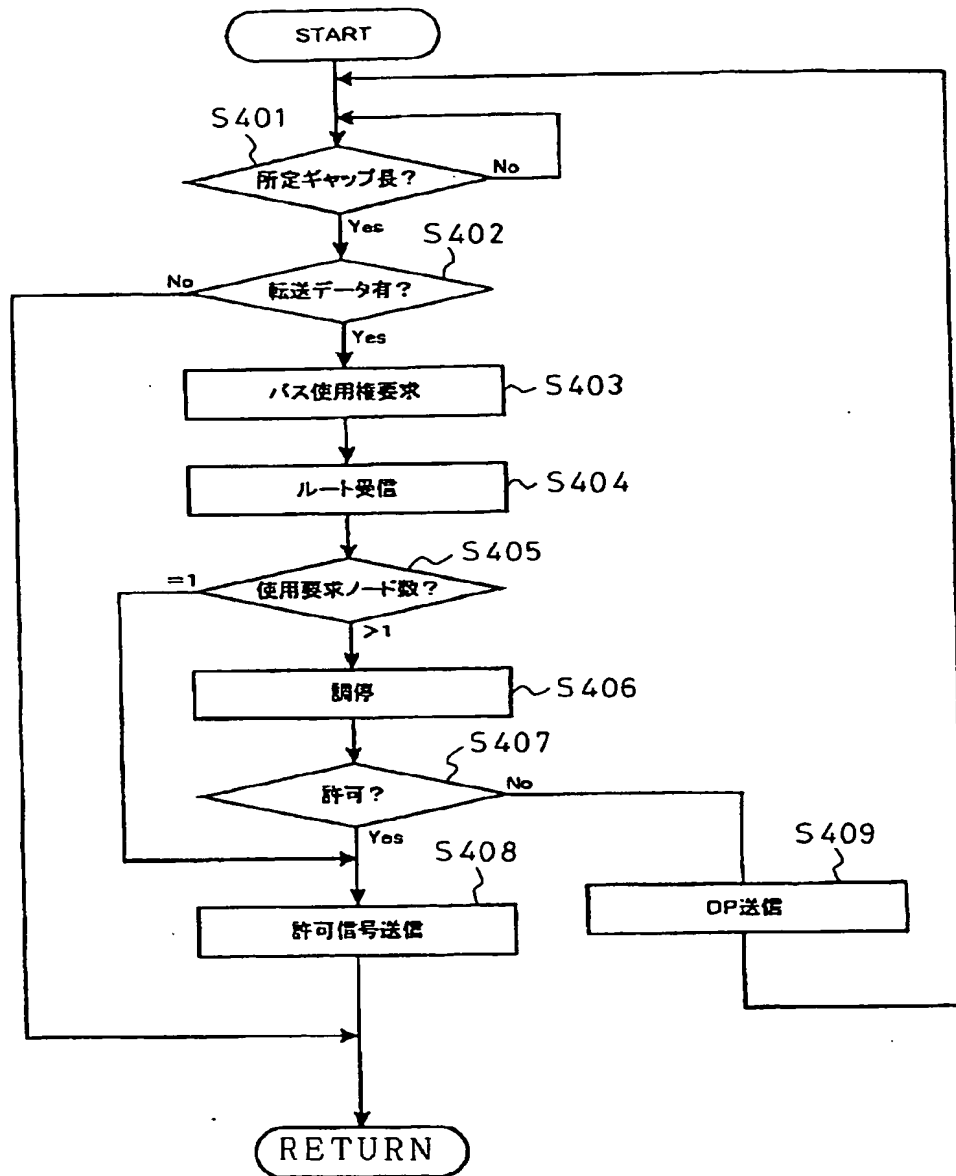 START
S401
所定ギャップ長?
No
Yes
S402
No
転送データ有?
Yes
バス使用権要求
S403
ルート受信
S404
S405
=1
使用要求ノード数?
>1
調停
S406
S407
許可?
No
Yes
S408
S409
許可信号送信
DP送信
RETURN